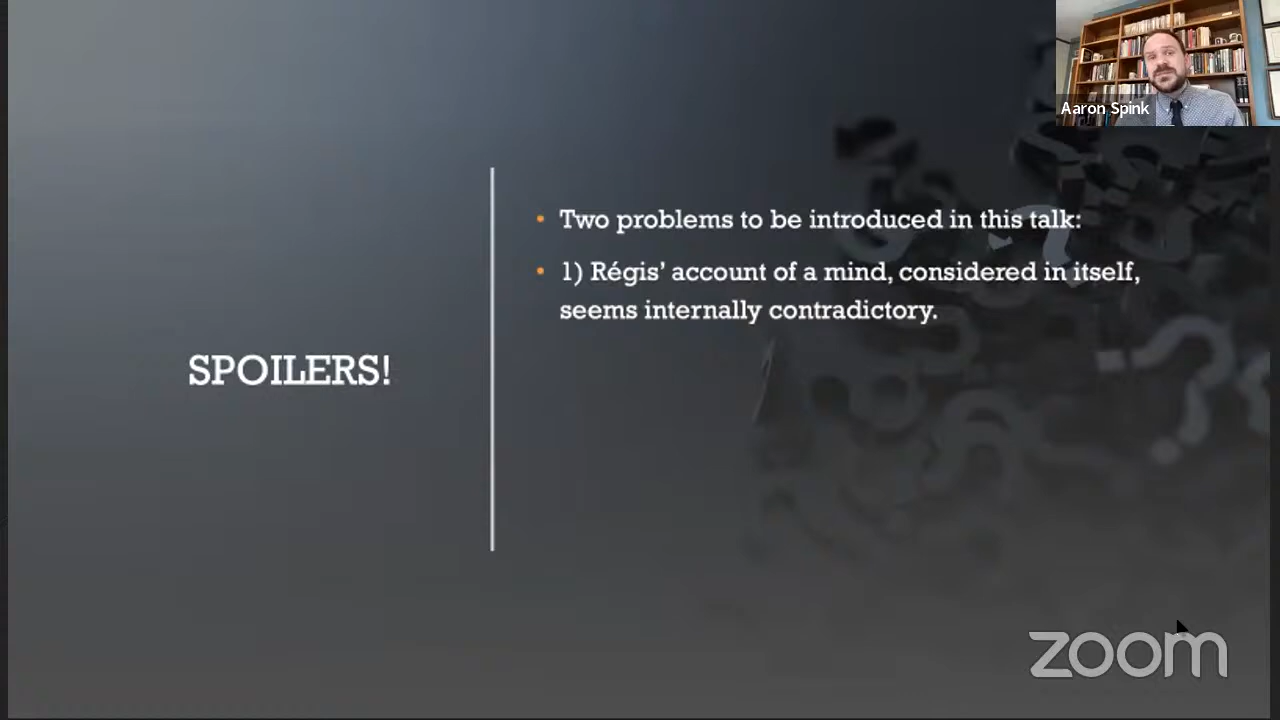 Aaron Spink
SPOILERS!
• Two problems to be introduced in this talk:
• 1) Régis’ account of a mind, considered in itself,
seems internally contradictory.
zoom